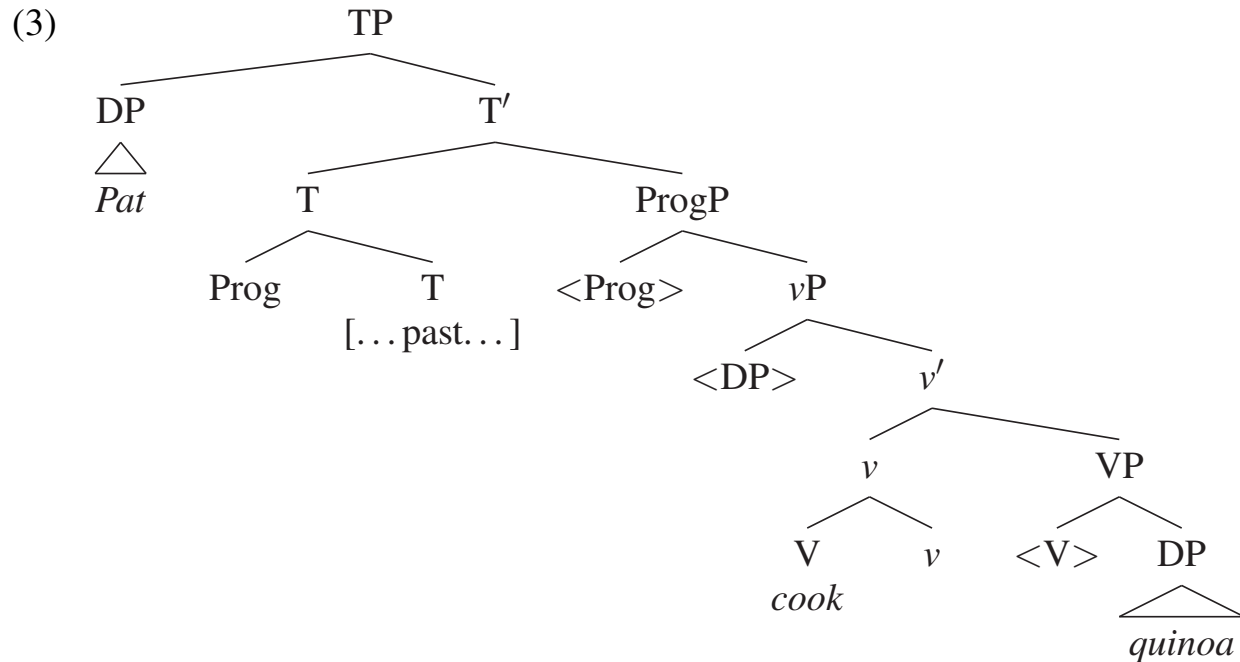 (3) TP
DP T′
Pat T ProgP
Prog T <Prog> vP
[…past…]
<DP> v′
v VP
V v <V> DP
cook
quinoa